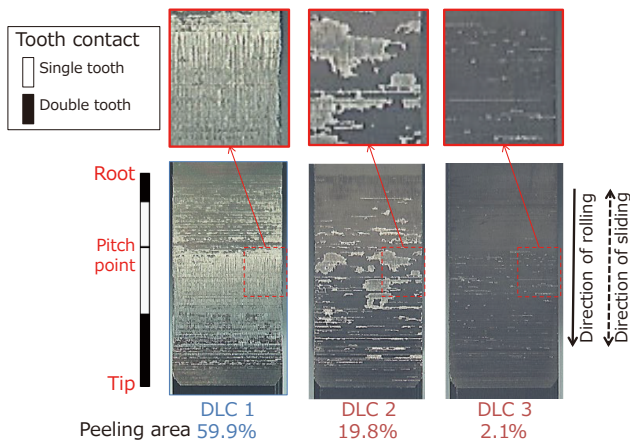 Tooth contact
Single tooth
Double tooth
Root
Pitch
point
Tip
Direction of rolling
Direction of sliding
DLC 1
DLC 2
DLC 3
Peeling area
59.9%
19.8%
2.1%